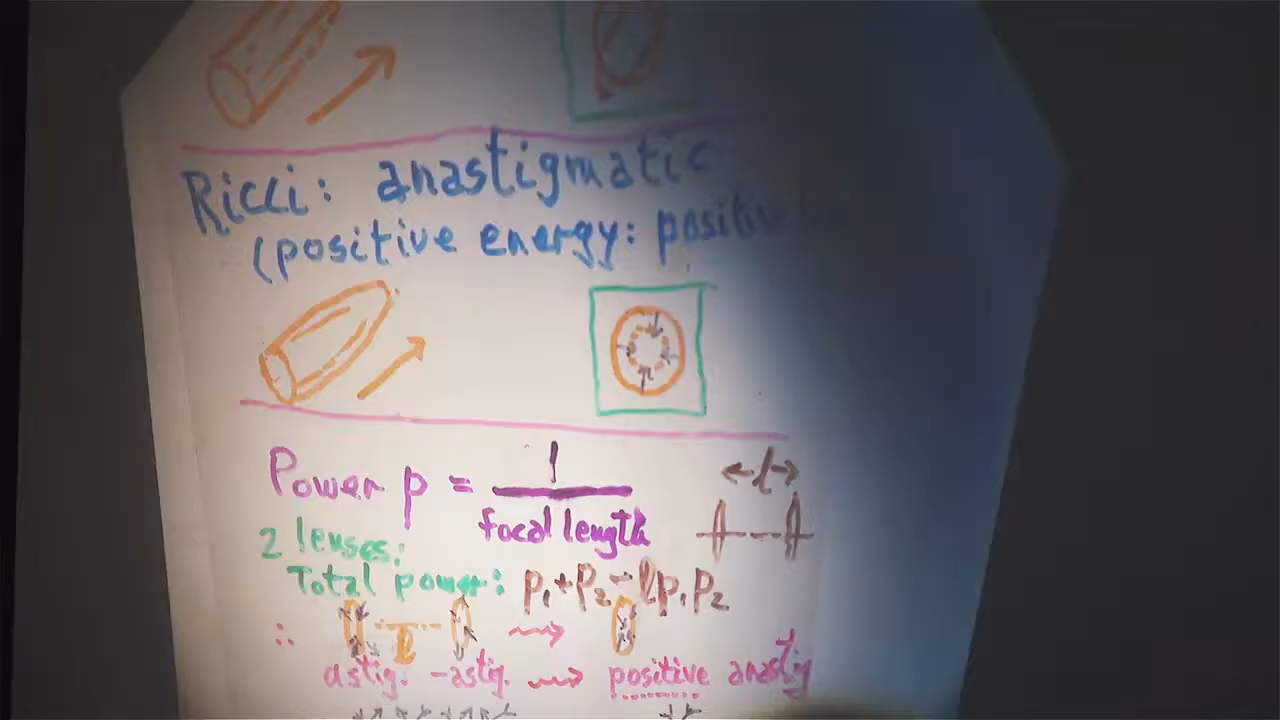 Ricci: anastigmatic
(positive energy: positive
Power p = 1
focal length
← l →
2 lenses:
Total power: p₁+p₂-lp₁p₂
∴ l
astig. -astig. positive anastig